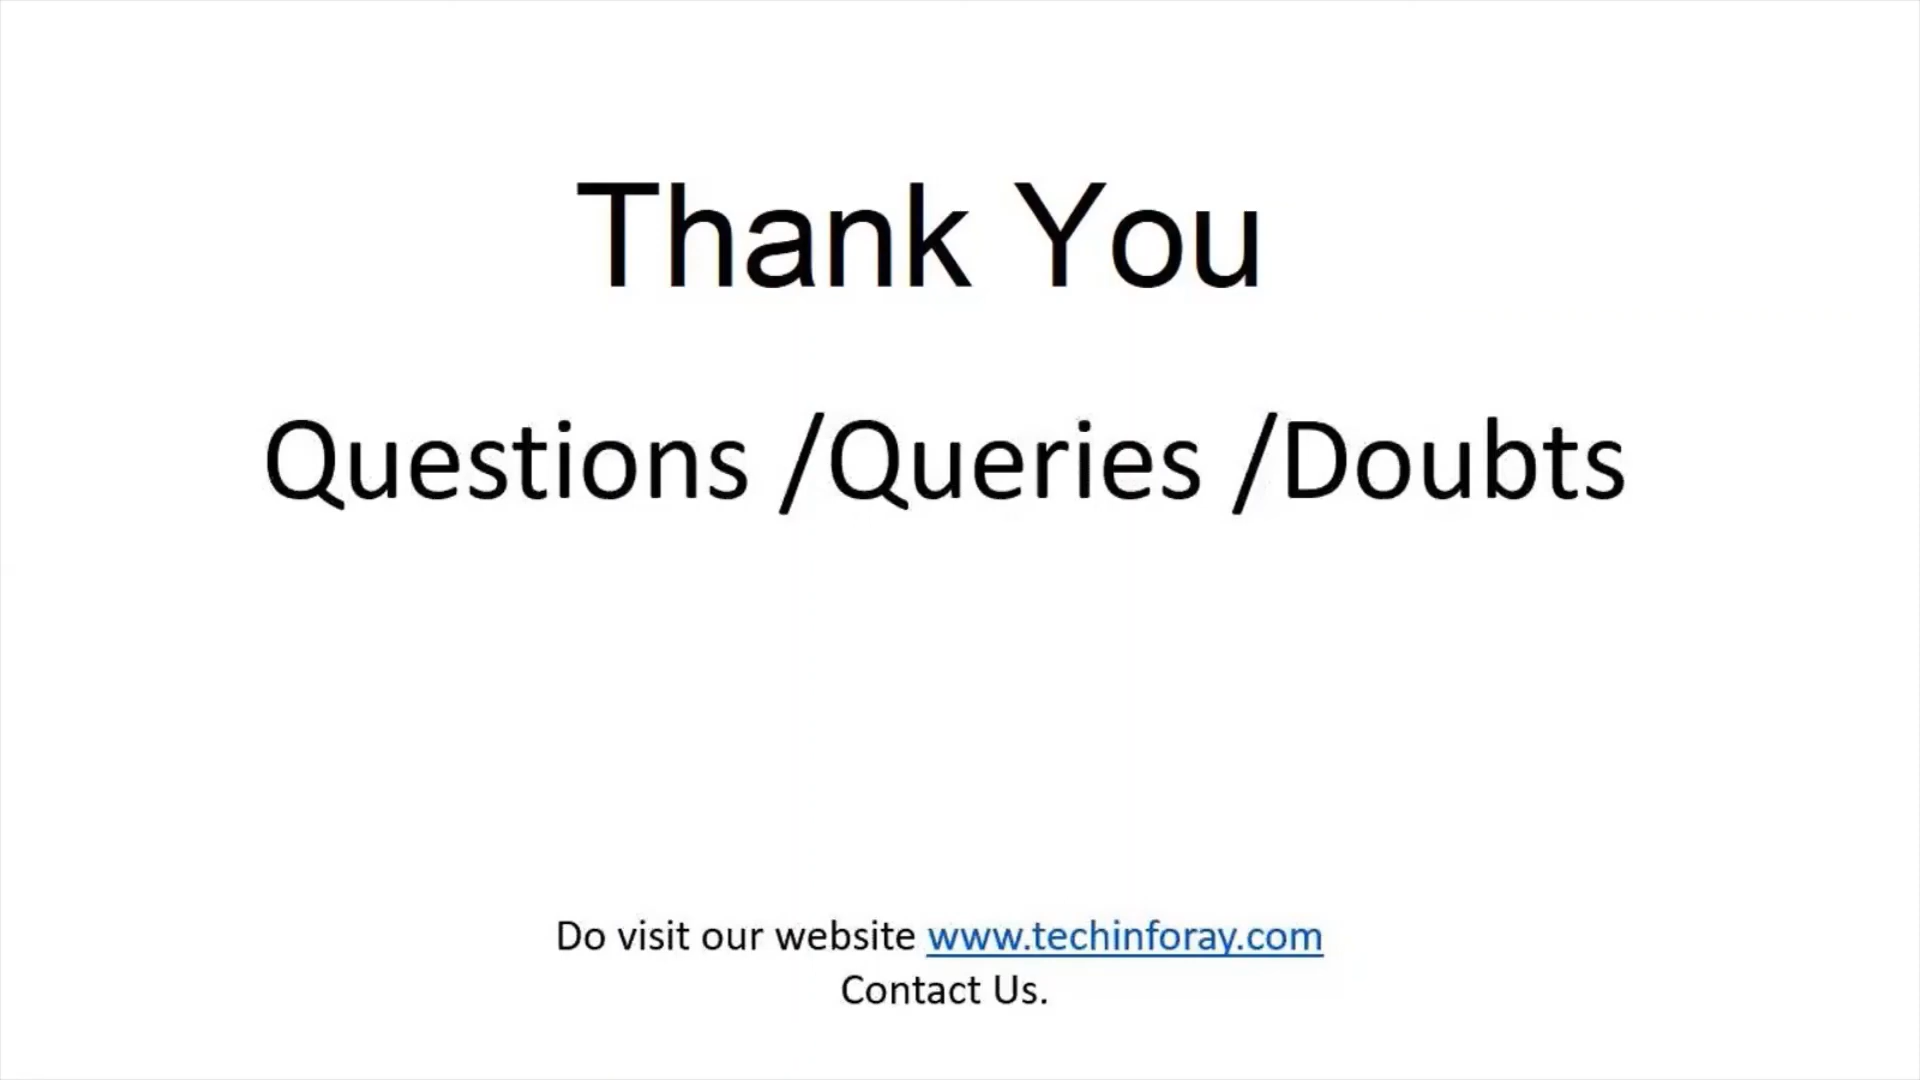 Thank You
Questions /Queries /Doubts
Do visit our website www.techinforay.com
Contact Us.